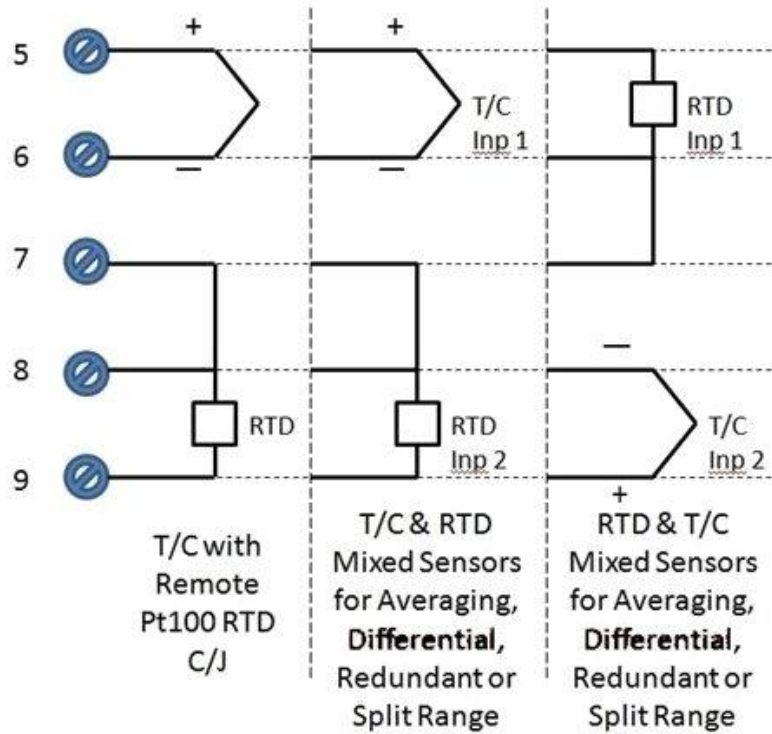 5
+
+
RTD
Inp 1
T/C
Inp 1
6
—
—
7
8
—
RTD
RTD
Inp 2
T/C
Inp 2
9
+
T/C with
Remote
Pt100 RTD
C/J
T/C & RTD
Mixed Sensors
for Averaging,
Differential,
Redundant or
Split Range
RTD & T/C
Mixed Sensors
for Averaging,
Differential,
Redundant or
Split Range